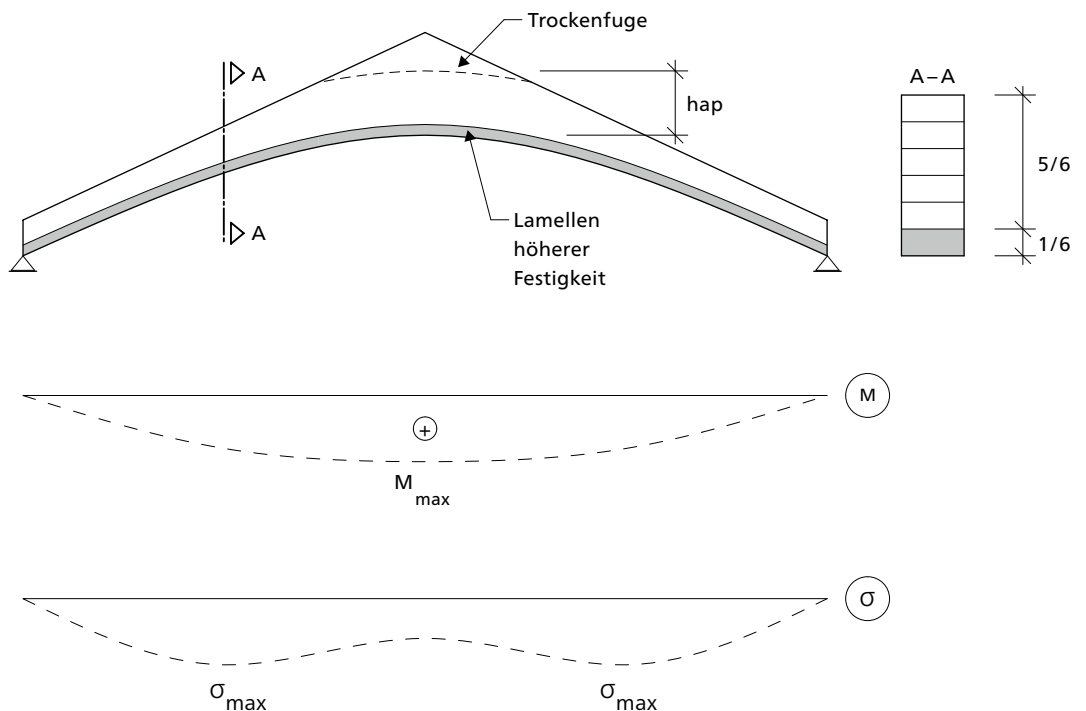 Trockenfuge
A
A-A
hap
5/6
1/6
A
Lamellen
höherer
Festigkeit
M
+
M max
σ
σ max
σ max